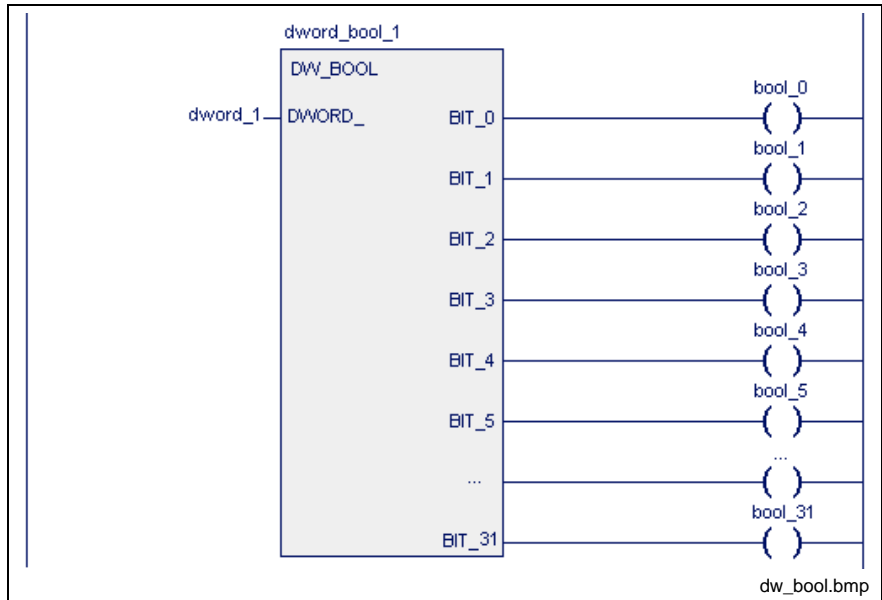 dword_bool_1
DW_BOOL
bool_0
dword_1 DWORD_ BIT_0
bool_1
BIT_1
bool_2
BIT_2
bool_3
BIT_3
bool_4
BIT_4
bool_5
BIT_5
...
...
bool_31
BIT_31
dw_bool.bmp